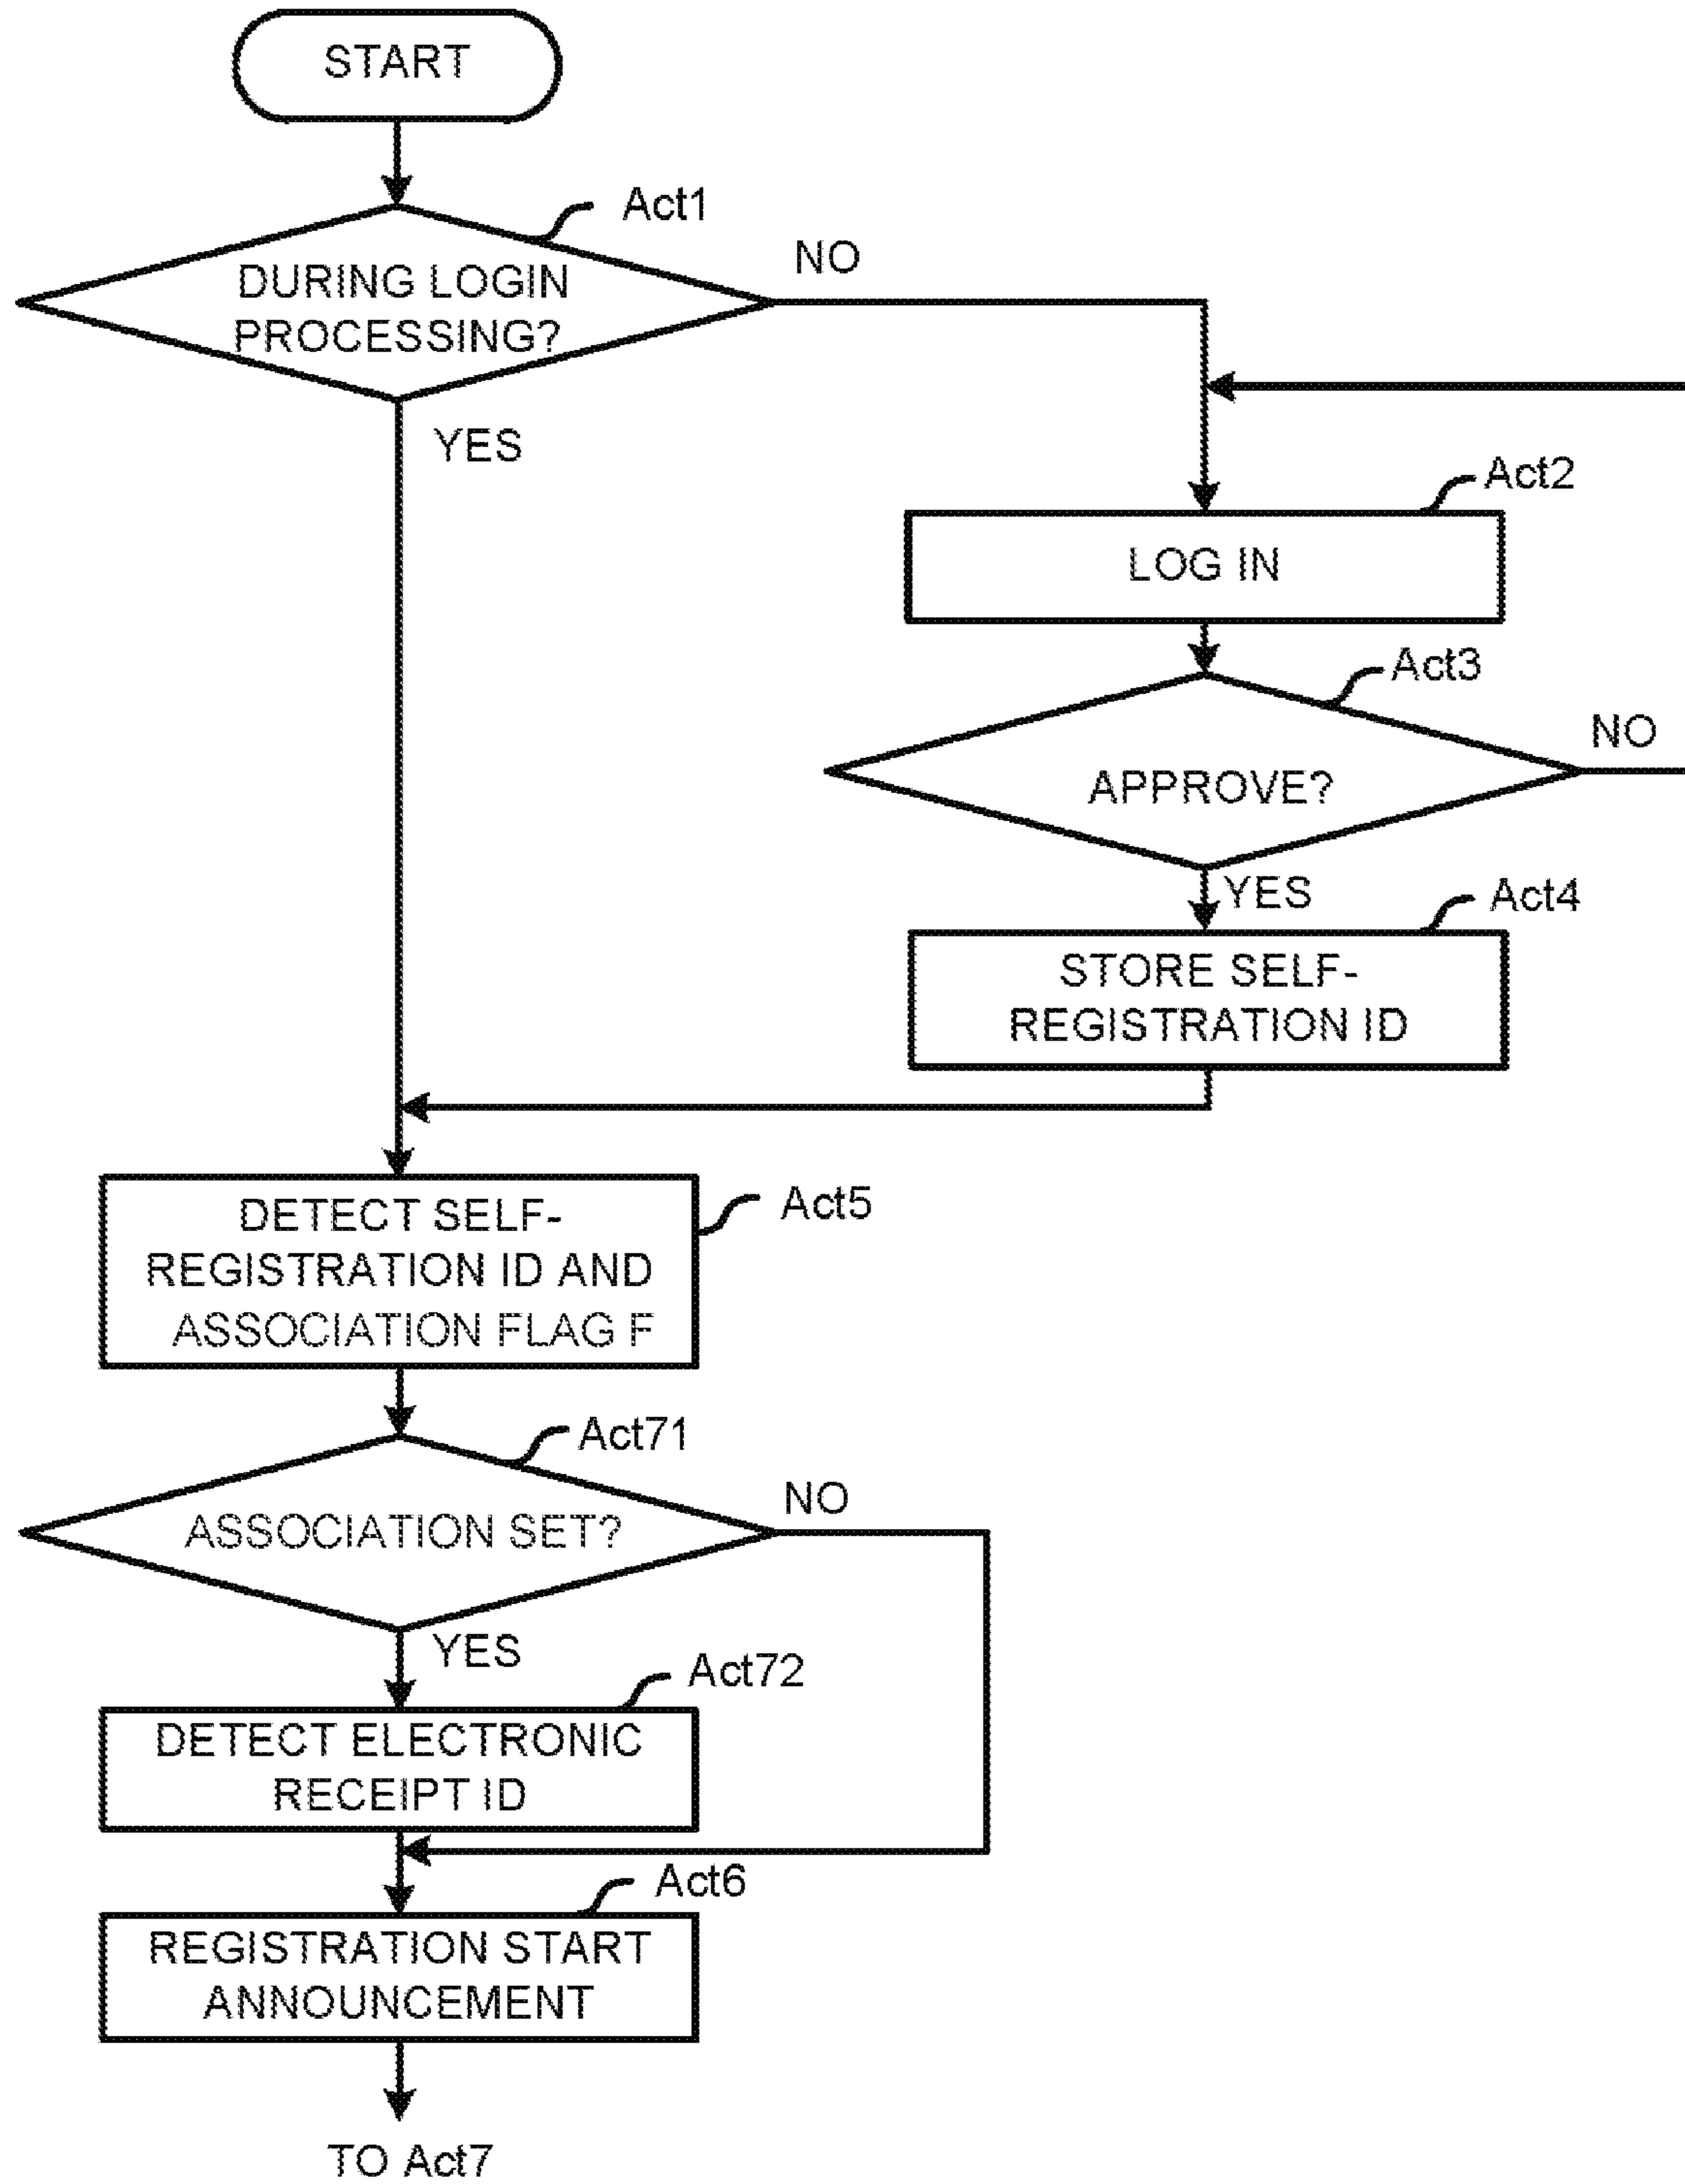 START
Act1
NO
DURING LOGIN
PROCESSING?
YES
Act2
LOG IN
Act3
NO
APPROVE?
YES
Act4
STORE SELF-
REGISTRATION ID
Act5
DETECT SELF-
REGISTRATION ID AND
ASSOCIATION FLAG F
Act71
NO
ASSOCIATION SET?
YES
Act72
DETECT ELECTRONIC
RECEIPT ID
Act6
REGISTRATION START
ANNOUNCEMENT
TO Act7